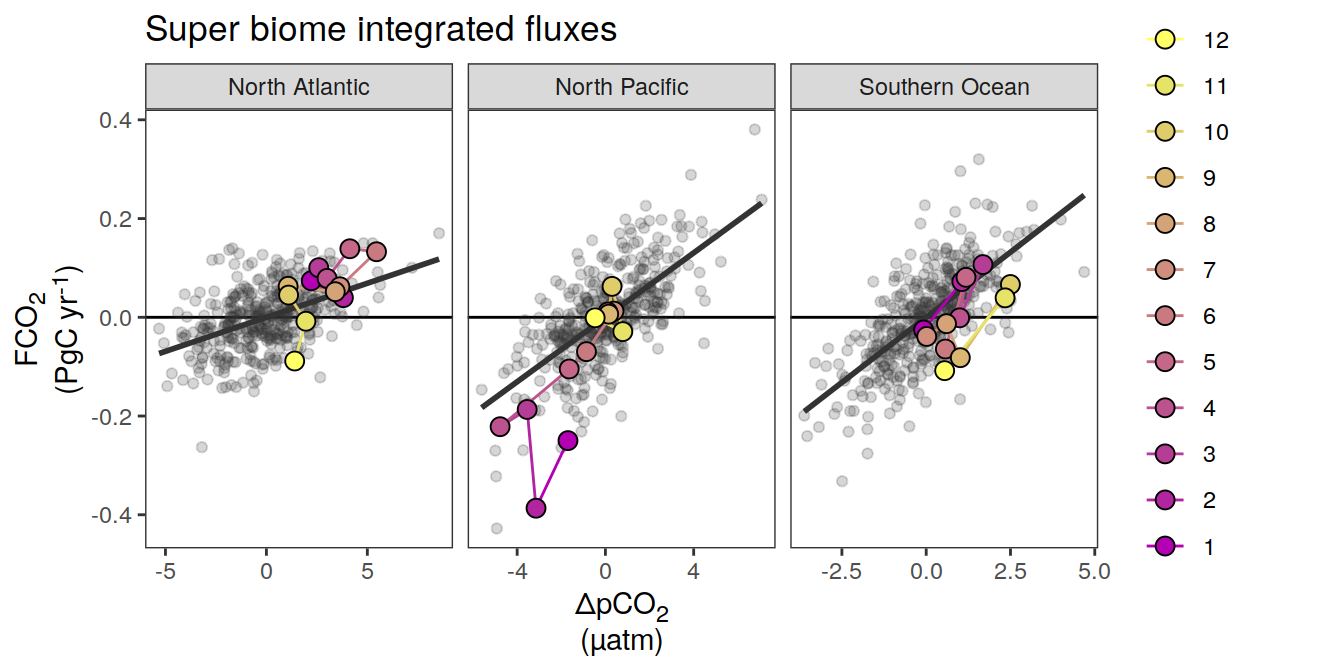 Super biome integrated fluxes
North Atlantic
North Pacific
Southern Ocean
0.4
0.2
0.0
-0.2
-0.4
FCO₂
(PgC yr⁻¹)
-5 0 5
-4 0 4
-2.5 0.0 2.5 5.0
ΔpCO₂
(µatm)
12
11
10
9
8
7
6
5
4
3
2
1